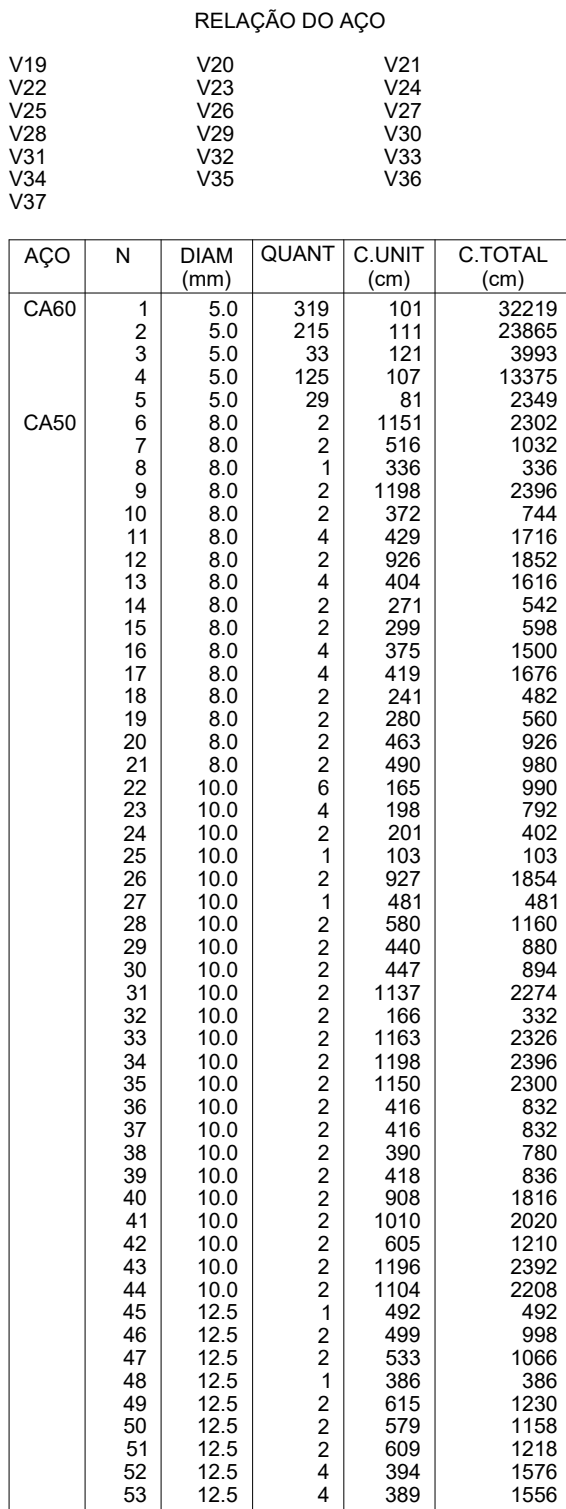 RELAÇÃO DO AÇO
V19 V20 V21
V22 V23 V24
V25 V26 V27
V28 V29 V30
V31 V32 V33
V34 V35 V36
V37
AÇO N DIAM QUANT C.UNIT C.TOTAL
(mm) (cm) (cm)
CA60 1 5.0 319 101 32219
2 5.0 215 111 23865
3 5.0 33 121 3993
4 5.0 125 107 13375
5 5.0 29 81 2349
CA50 6 8.0 2 1151 2302
7 8.0 2 516 1032
8 8.0 1 336 336
9 8.0 2 1198 2396
10 8.0 2 372 744
11 8.0 4 429 1716
12 8.0 2 926 1852
13 8.0 4 404 1616
14 8.0 2 271 542
15 8.0 2 299 598
16 8.0 4 375 1500
17 8.0 4 419 1676
18 8.0 2 241 482
19 8.0 2 280 560
20 8.0 2 463 926
21 8.0 2 490 980
22 10.0 6 165 990
23 10.0 4 198 792
24 10.0 2 201 402
25 10.0 1 103 103
26 10.0 2 927 1854
27 10.0 1 481 481
28 10.0 2 580 1160
29 10.0 2 440 880
30 10.0 2 447 894
31 10.0 2 1137 2274
32 10.0 2 166 332
33 10.0 2 1163 2326
34 10.0 2 1198 2396
35 10.0 2 1150 2300
36 10.0 2 416 832
37 10.0 2 416 832
38 10.0 2 390 780
39 10.0 2 418 836
40 10.0 2 908 1816
41 10.0 2 1010 2020
42 10.0 2 605 1210
43 10.0 2 1196 2392
44 10.0 2 1104 2208
45 12.5 1 492 492
46 12.5 2 499 998
47 12.5 2 533 1066
48 12.5 1 386 386
49 12.5 2 615 1230
50 12.5 2 579 1158
51 12.5 2 609 1218
52 12.5 4 394 1576
53 12.5 4 389 1556